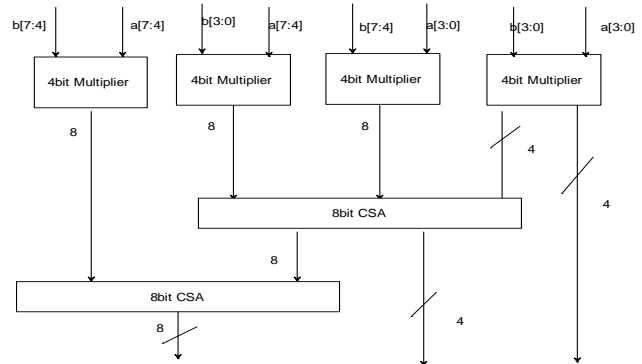 b[7:4] a[7:4] b[3:0] a[7:4] b[7:4] a[3:0] b[3:0] a[3:0]
4bit Multiplier 4bit Multiplier 4bit Multiplier 4bit Multiplier
8 8 8 4
4
8bit CSA
8
8bit CSA
8 4